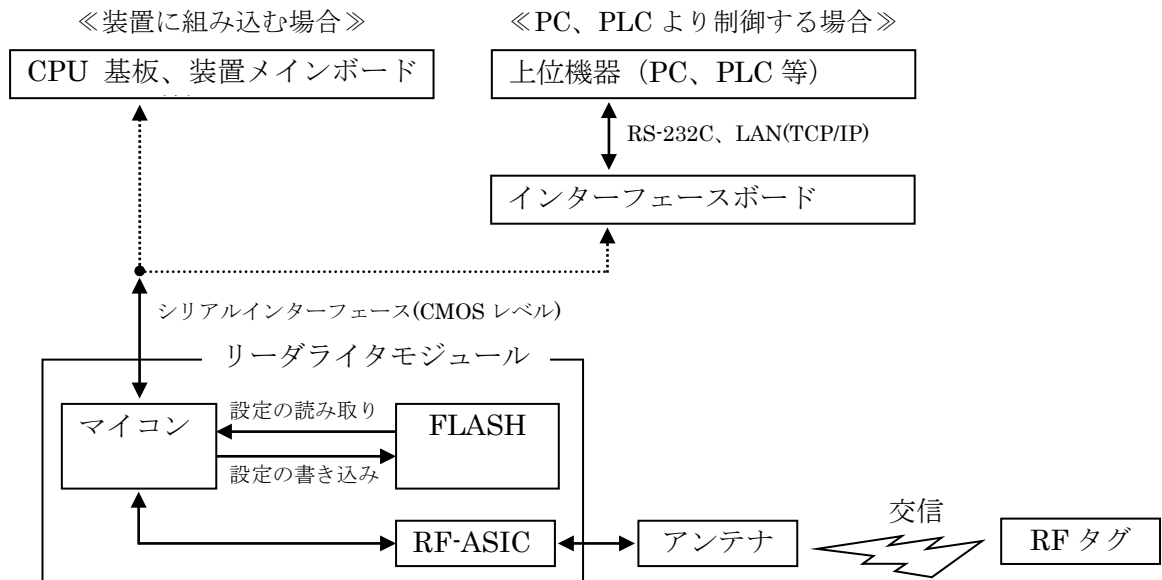 ≪装置に組み込む場合≫
≪PC、PLC より制御する場合≫
CPU 基板、装置メインボード
上位機器（PC、PLC 等）
RS-232C、LAN(TCP/IP)
インターフェースボード
シリアルインターフェース(CMOS レベル)
リーダライタモジュール
マイコン
設定の読み取り
FLASH
設定の書き込み
RF-ASIC
アンテナ
交信
RF タグ